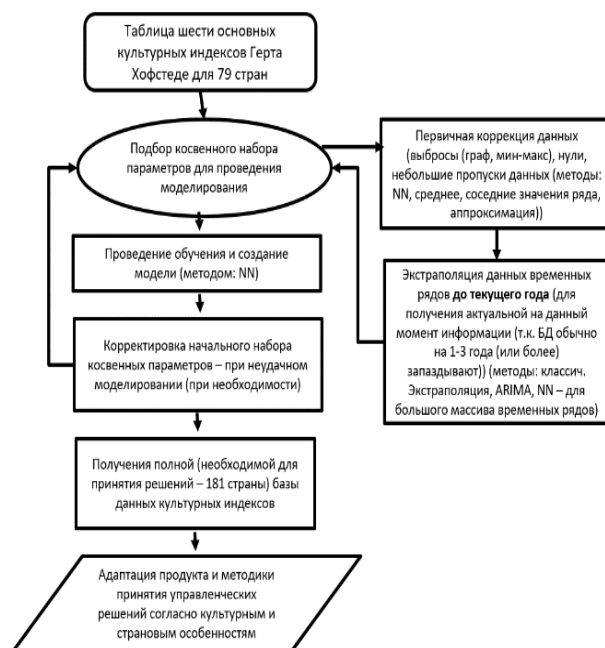 Таблица шести основных
культурных индексов Герта
Хофстеде для 79 стран
Подбор косвенного набора
параметров для проведения
моделирования
Первичная коррекция данных
(выбросы (граф, мин-макс), нули,
небольшие пропуски данных (методы:
NN, среднее, соседние значения ряда,
аппроксимация))
Проведение обучения и создание
модели (методом: NN)
Экстраполяция данных временных
рядов до текущего года (для
получения актуальной на данный
момент информации (т.к. БД обычно
на 1-3 года (или более)
запаздывают)) (методы: классич.
Экстраполяция, ARIMA, NN – для
большого массива временных рядов)
Корректировка начального набора
косвенных параметров – при неудачном
моделировании (при необходимости)
Получения полной (необходимой для
принятия решений – 181 страны) базы
данных культурных индексов
Адаптация продукта и методики
принятия управленческих
решений согласно культурным и
страновым особенностям